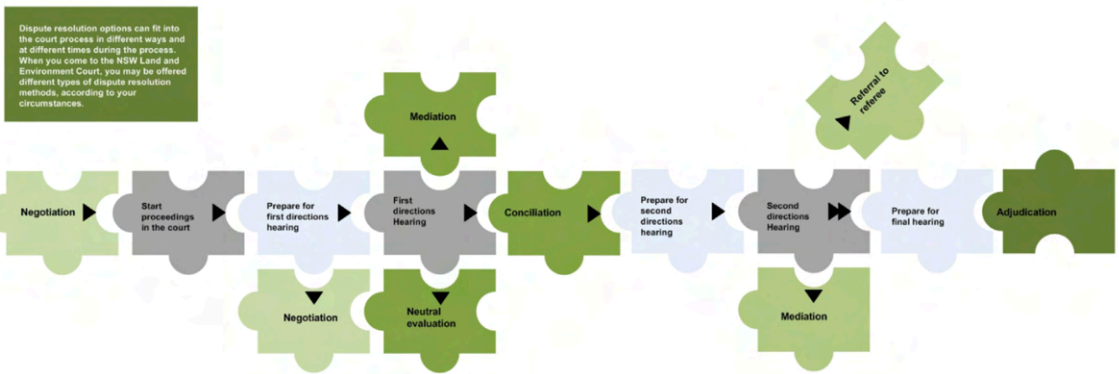 Dispute resolution options can fit into
the court process in different ways and
at different times during the process.
When you come to the NSW Land and
Environment Court, you may be offered
different types of dispute resolution
methods, according to your
circumstances.
Referral to
referee
Mediation
Negotiation
Start
proceedings
in the court
Prepare for
first directions
hearing
First
directions
Hearing
Conciliation
Prepare for
second
directions
hearing
Second
directions
Hearing
Prepare for
final hearing
Adjudication
Negotiation
Neutral
evaluation
Mediation